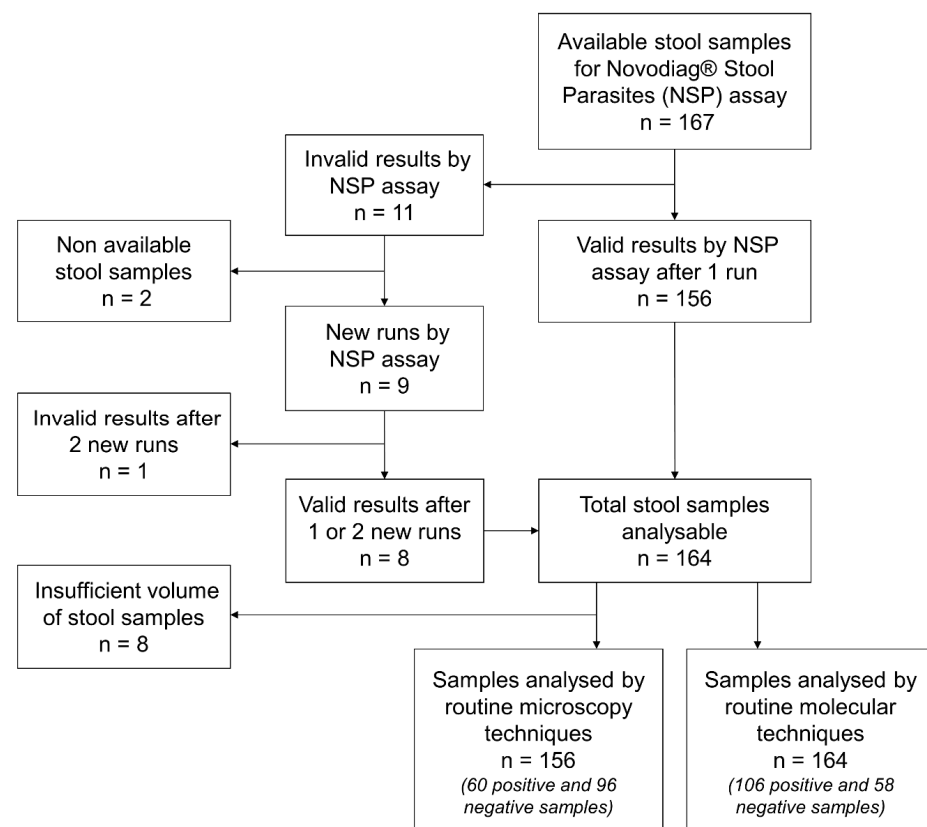 Available stool samples
for Novodiag® Stool
Parasites (NSP) assay
n = 167
Invalid results by
NSP assay
n = 11
Non available
stool samples
n = 2
Valid results by NSP
assay after 1 run
n = 156
New runs by
NSP assay
n = 9
Invalid results after
2 new runs
n = 1
Valid results after
1 or 2 new runs
n = 8
Total stool samples
analysable
n = 164
Insufficient volume
of stool samples
n = 8
Samples analysed by
routine microscopy
techniques
n = 156
(60 positive and 96
negative samples)
Samples analysed by
routine molecular
techniques
n = 164
(106 positive and 58
negative samples)